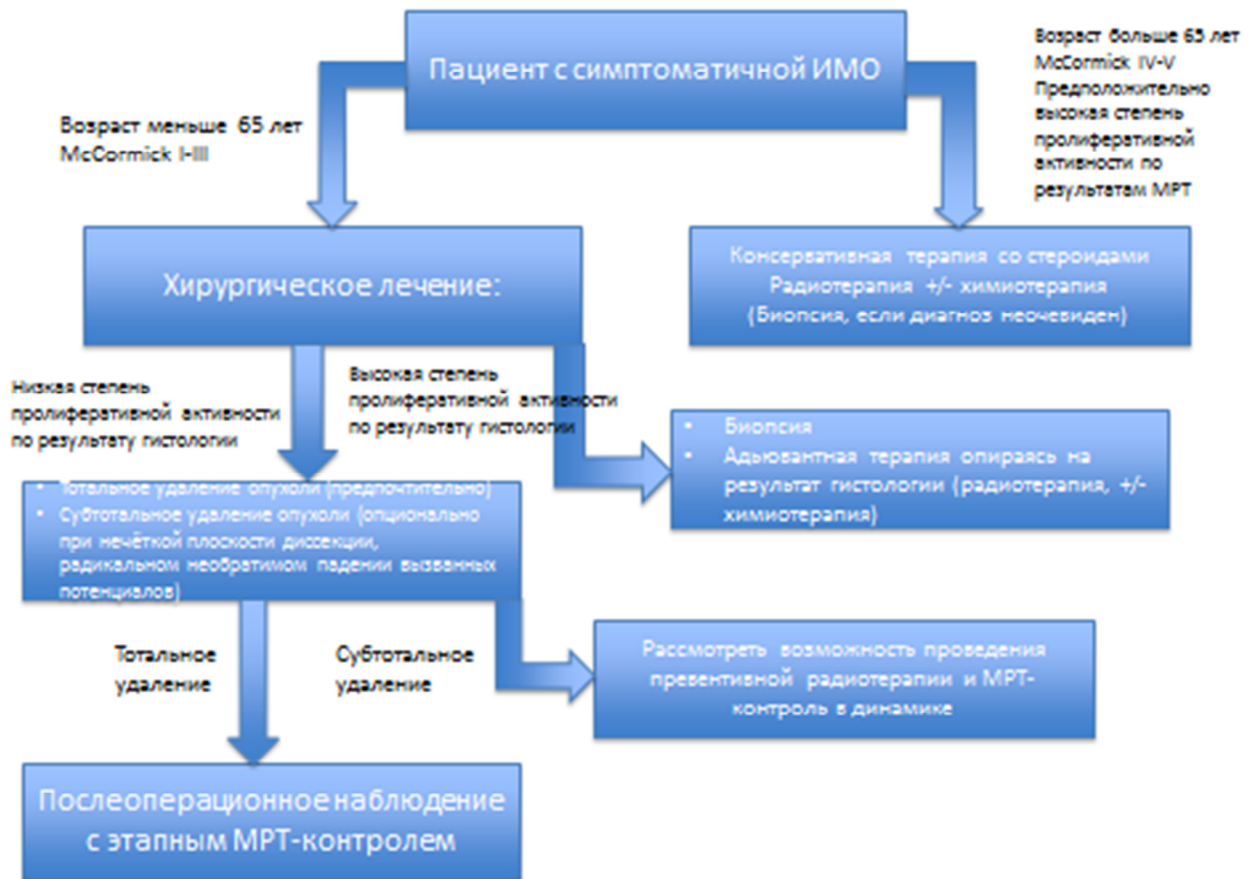 Пациент с симптоматичной ИМО
Возраст больше 65 лет
McCormick IV-V
Предположительно
высокая степень
пролиферативной
активности по
результатам МРТ
Возраст меньше 65 лет
McCormick I-III
Хирургическое лечение:
Консервативная терапия со стероидами
Радиотерапия +/- химиотерапия
(Биопсия, если диагноз неочевиден)
Низкая степень
пролиферативной активности
по результату гистологии
Высокая степень
пролиферативной активности
по результату гистологии
• Биопсия
• Адьювантная терапия опираясь на
результат гистологии (радиотерапия, +/-
химиотерапия)
• Тотальное удаление опухоли (предпочтительно)
• Субтотальное удаление опухоли (опционально
при нечёткой плоскости диссекции,
радикальном необратимом падении вызванных
потенциалов)
Тотальное
удаление
Субтотальное
удаление
Рассмотреть возможность проведения
превентивной радиотерапии и МРТ-
контроль в динамике
Послеоперационное наблюдение
с этапным МРТ-контролем